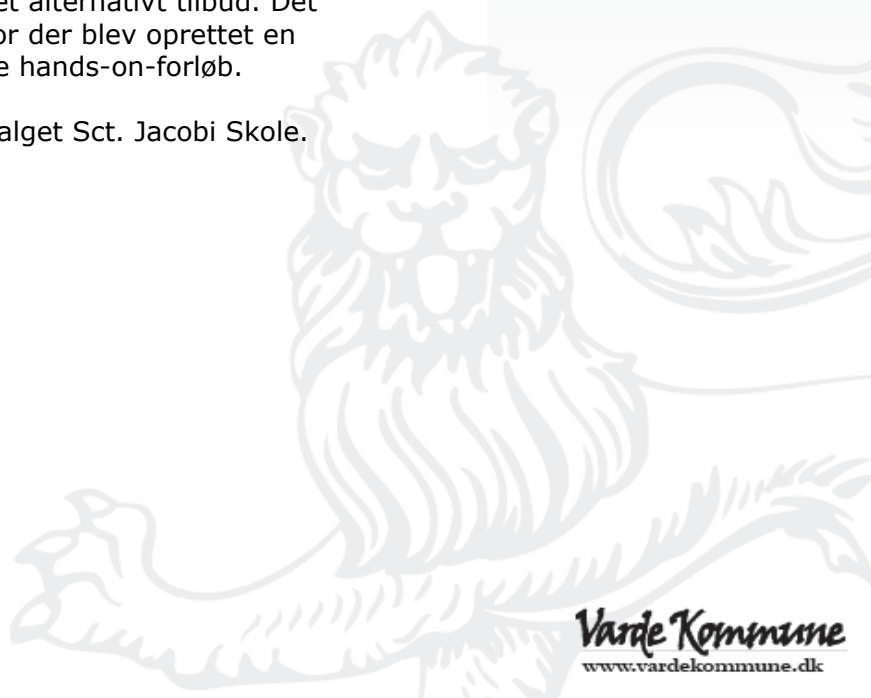 et alternativt tilbud. Det
or der blev oprettet en
e hands-on-forløb.
alget Sct. Jacobi Skole.
Varde Kommune
www.vardekommune.dk